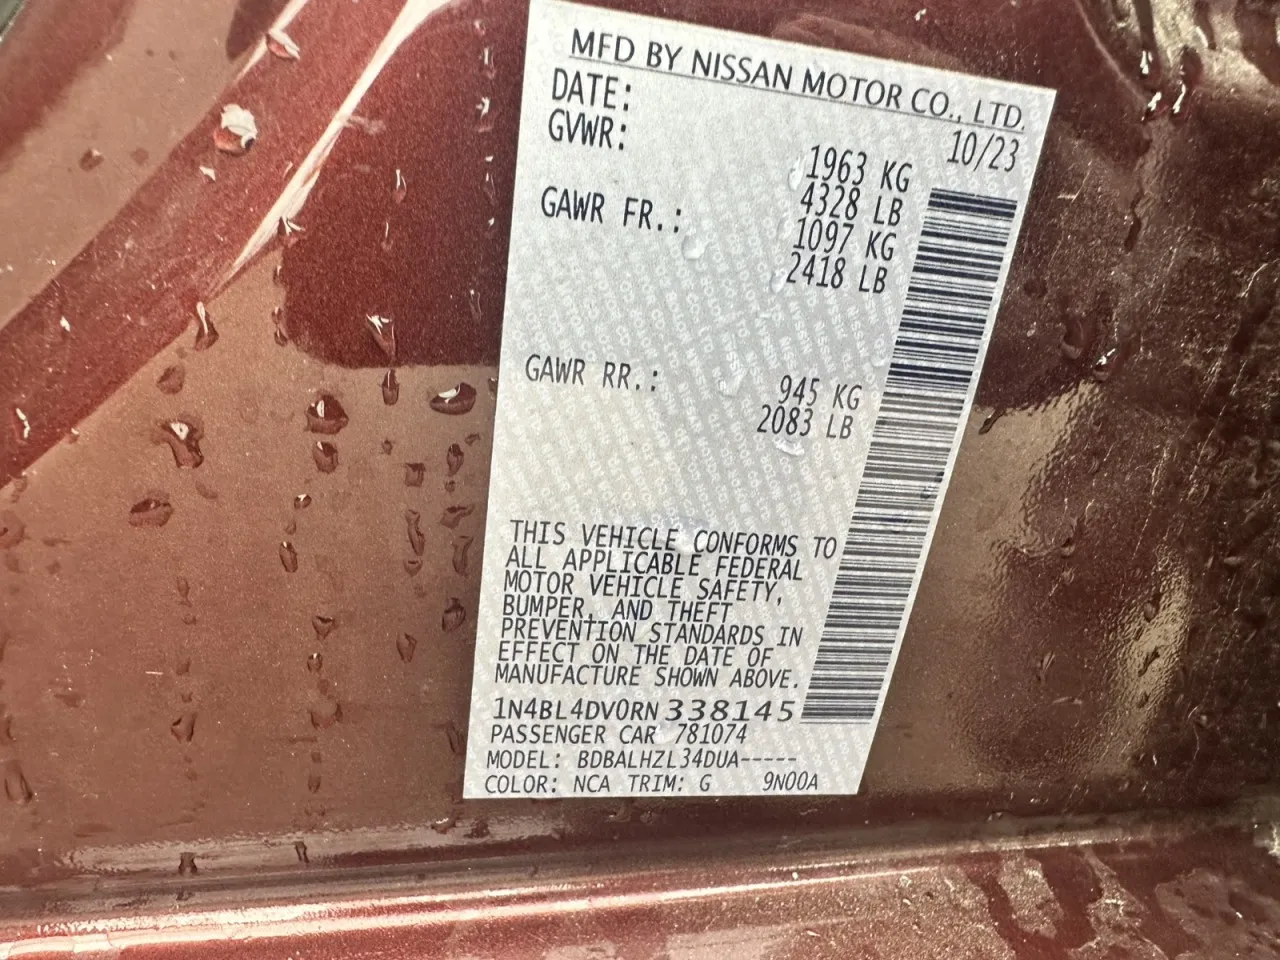 MFD BY NISSAN MOTOR CO., LTD.
DATE: 10/23
GVWR: 1963 KG
4328 LB
GAWR FR.: 1097 KG
2418 LB
GAWR RR.: 945 KG
2083 LB
THIS VEHICLE CONFORMS TO
ALL APPLICABLE FEDERAL
MOTOR VEHICLE SAFETY,
BUMPER, AND THEFT
PREVENTION STANDARDS IN
EFFECT ON THE DATE OF
MANUFACTURE SHOWN ABOVE.
1N4BL4DV0RN338145
PASSENGER CAR 781074
MODEL: BDBALHZL34DUA-----
COLOR: NCA TRIM: G 9N00A